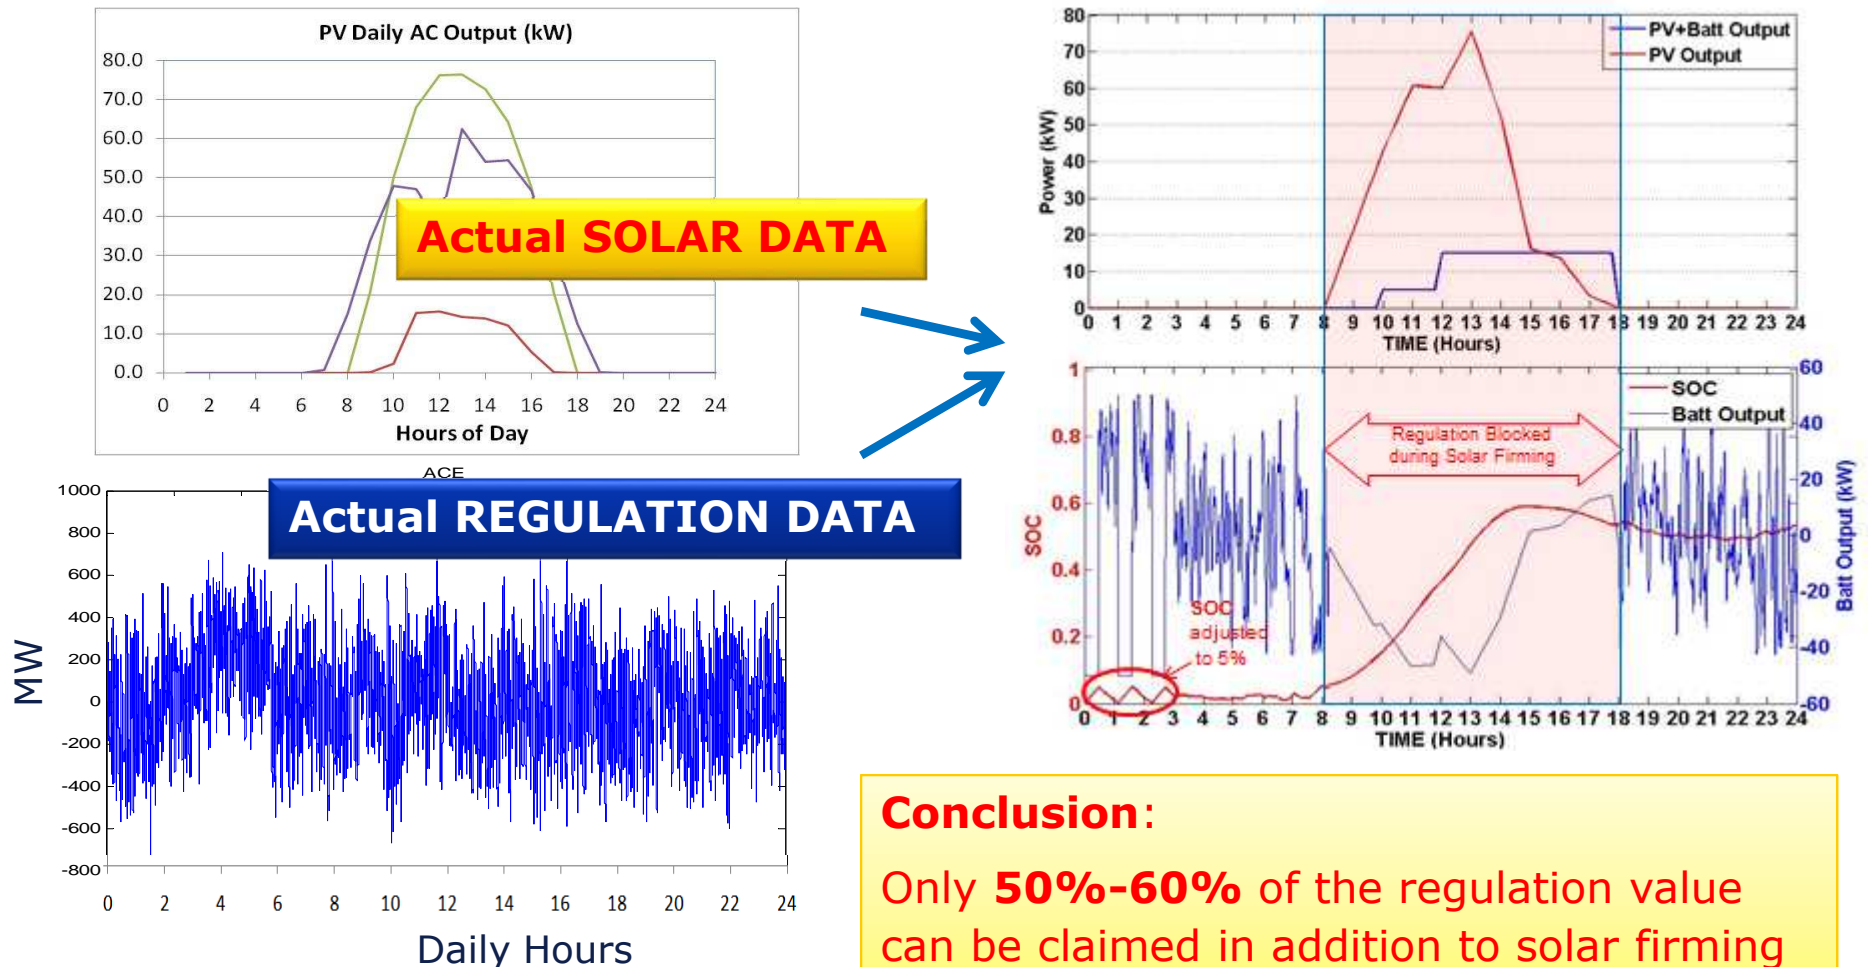 PV Daily AC Output (kW)
80.0
70.0
60.0
50.0
40.0
30.0
20.0
10.0
0.0
0 2 4 6 8 10 12 14 16 18 20 22 24
Hours of Day
Actual SOLAR DATA
ACE
Actual REGULATION DATA
1000
800
600
400
200
0
-200
-400
-600
-800
MW
0 2 4 6 8 10 12 14 16 18 20 22 24
Daily Hours
80
70
60
50
40
30
20
10
0
Power (kW)
PV+Batt Output
PV Output
0 1 2 3 4 5 6 7 8 9 10 11 12 13 14 15 16 17 18 19 20 21 22 23 24
TIME (Hours)
1
0.8
0.6
0.4
0.2
0
SOC
SOC
Batt Output
Regulation Blocked
during Solar Firming
SOC
adjusted
to 5%
60
40
20
0
-20
-40
-60
Batt Output (kW)
0 1 2 3 4 5 6 7 8 9 10 11 12 13 14 15 16 17 18 19 20 21 22 23 24
TIME (Hours)
Conclusion:
Only 50%-60% of the regulation value
can be claimed in addition to solar firming